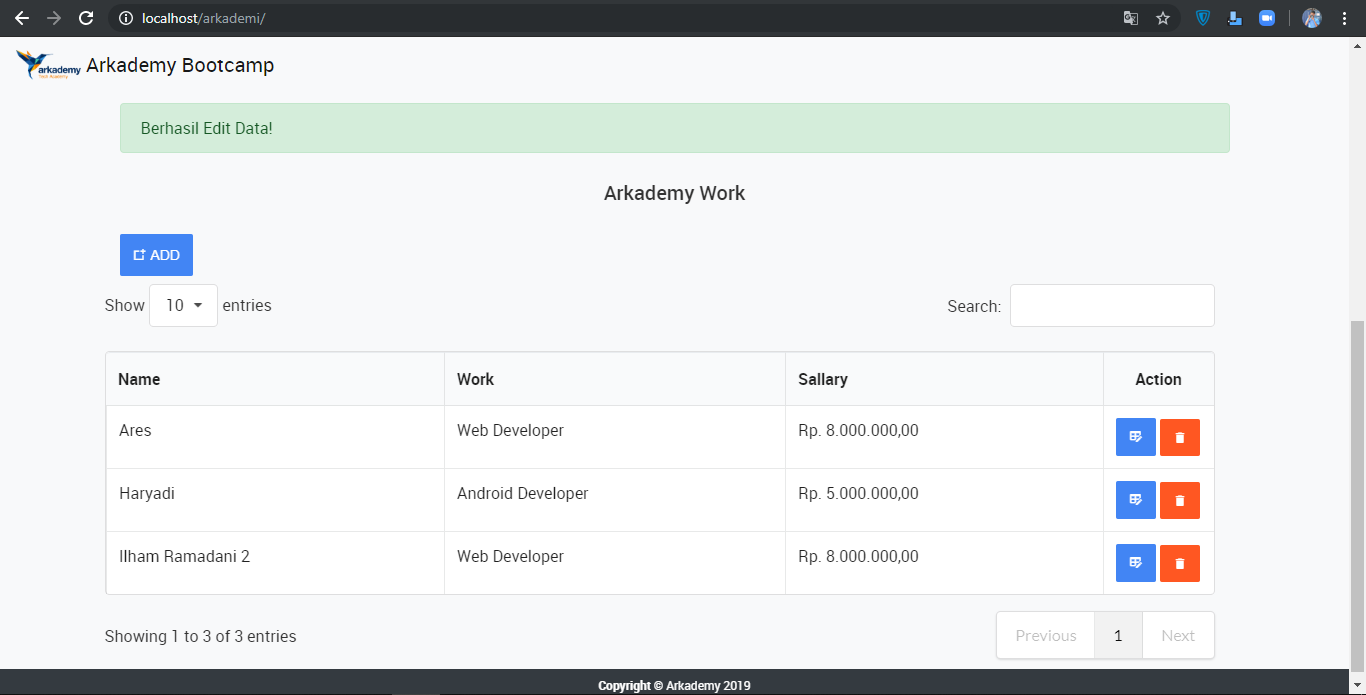 localhost/arkademi/
arkademy
Tech Academy
Arkademy Bootcamp
Berhasil Edit Data!
Arkademy Work
ADD
Show 10 entries
Search:
Name Work Sallary Action
Ares Web Developer Rp. 8.000.000,00
Haryadi Android Developer Rp. 5.000.000,00
Ilham Ramadani 2 Web Developer Rp. 8.000.000,00
Showing 1 to 3 of 3 entries
Previous 1 Next
Copyright © Arkademy 2019